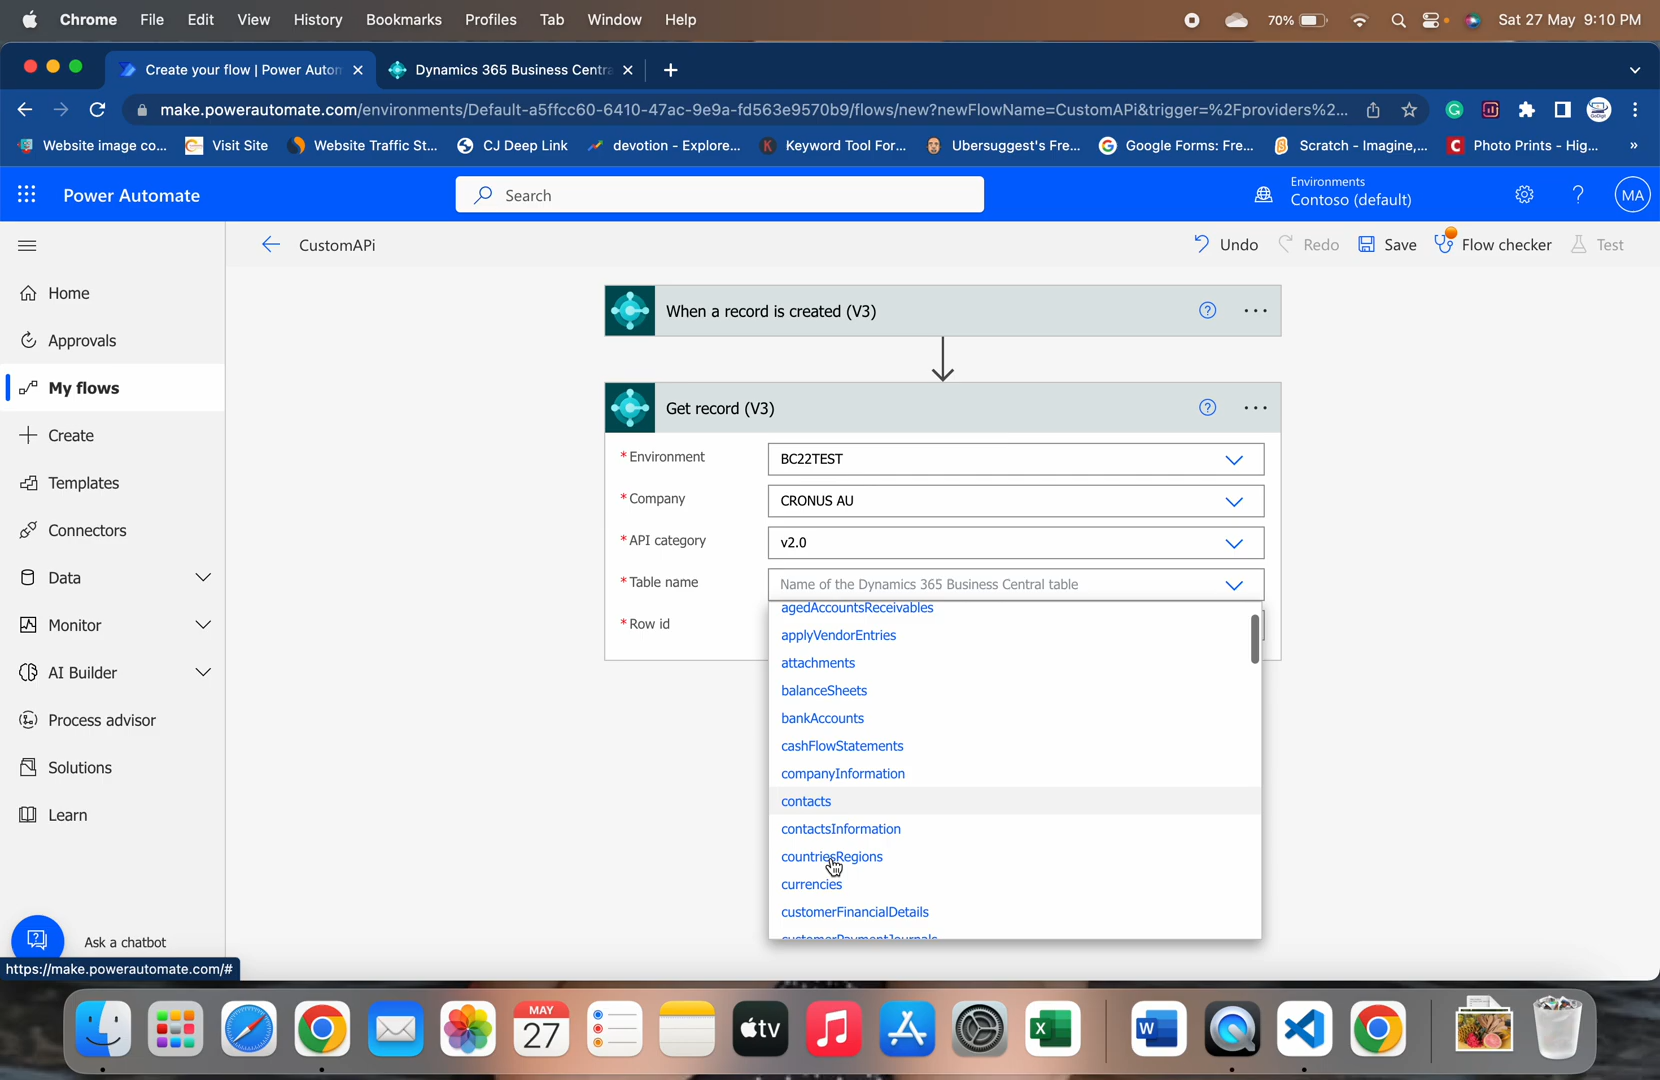 Chrome File Edit View History Bookmarks Profiles Tab Window Help 70% Sat 27 May 9:10 PM
Create your flow | Power Auton Dynamics 365 Business Centra
make.powerautomate.com/environments/Default-a5ffcc60-6410-47ac-9e9a-fd563e9570b9/flows/new?newFlowName=CustomAPi&trigger=%2Fproviders%2...
Website image co... Visit Site Website Traffic St... CJ Deep Link devotion - Explore... Keyword Tool For... Ubersuggest's Fre... Google Forms: Fre... Scratch - Imagine,... Photo Prints - Hig... »
Power Automate Search Environments
Contoso (default) ? MA
CustomAPi Undo Redo Save Flow checker Test
Home
Approvals
My flows
Create
Templates
Connectors
Data
Monitor
AI Builder
Process advisor
Solutions
Learn
Ask a chatbot
https://make.powerautomate.com/#
When a record is created (V3) ? ...
Get record (V3) ? ...
* Environment BC22TEST
* Company CRONUS AU
* API category v2.0
* Table name Name of the Dynamics 365 Business Central table
* Row id
agedAccountsReceivables
applyVendorEntries
attachments
balanceSheets
bankAccounts
cashFlowStatements
companyInformation
contacts
contactsInformation
countriesRegions
currencies
customerFinancialDetails
customerPaymentJournals
MAY
27
tv
X
W